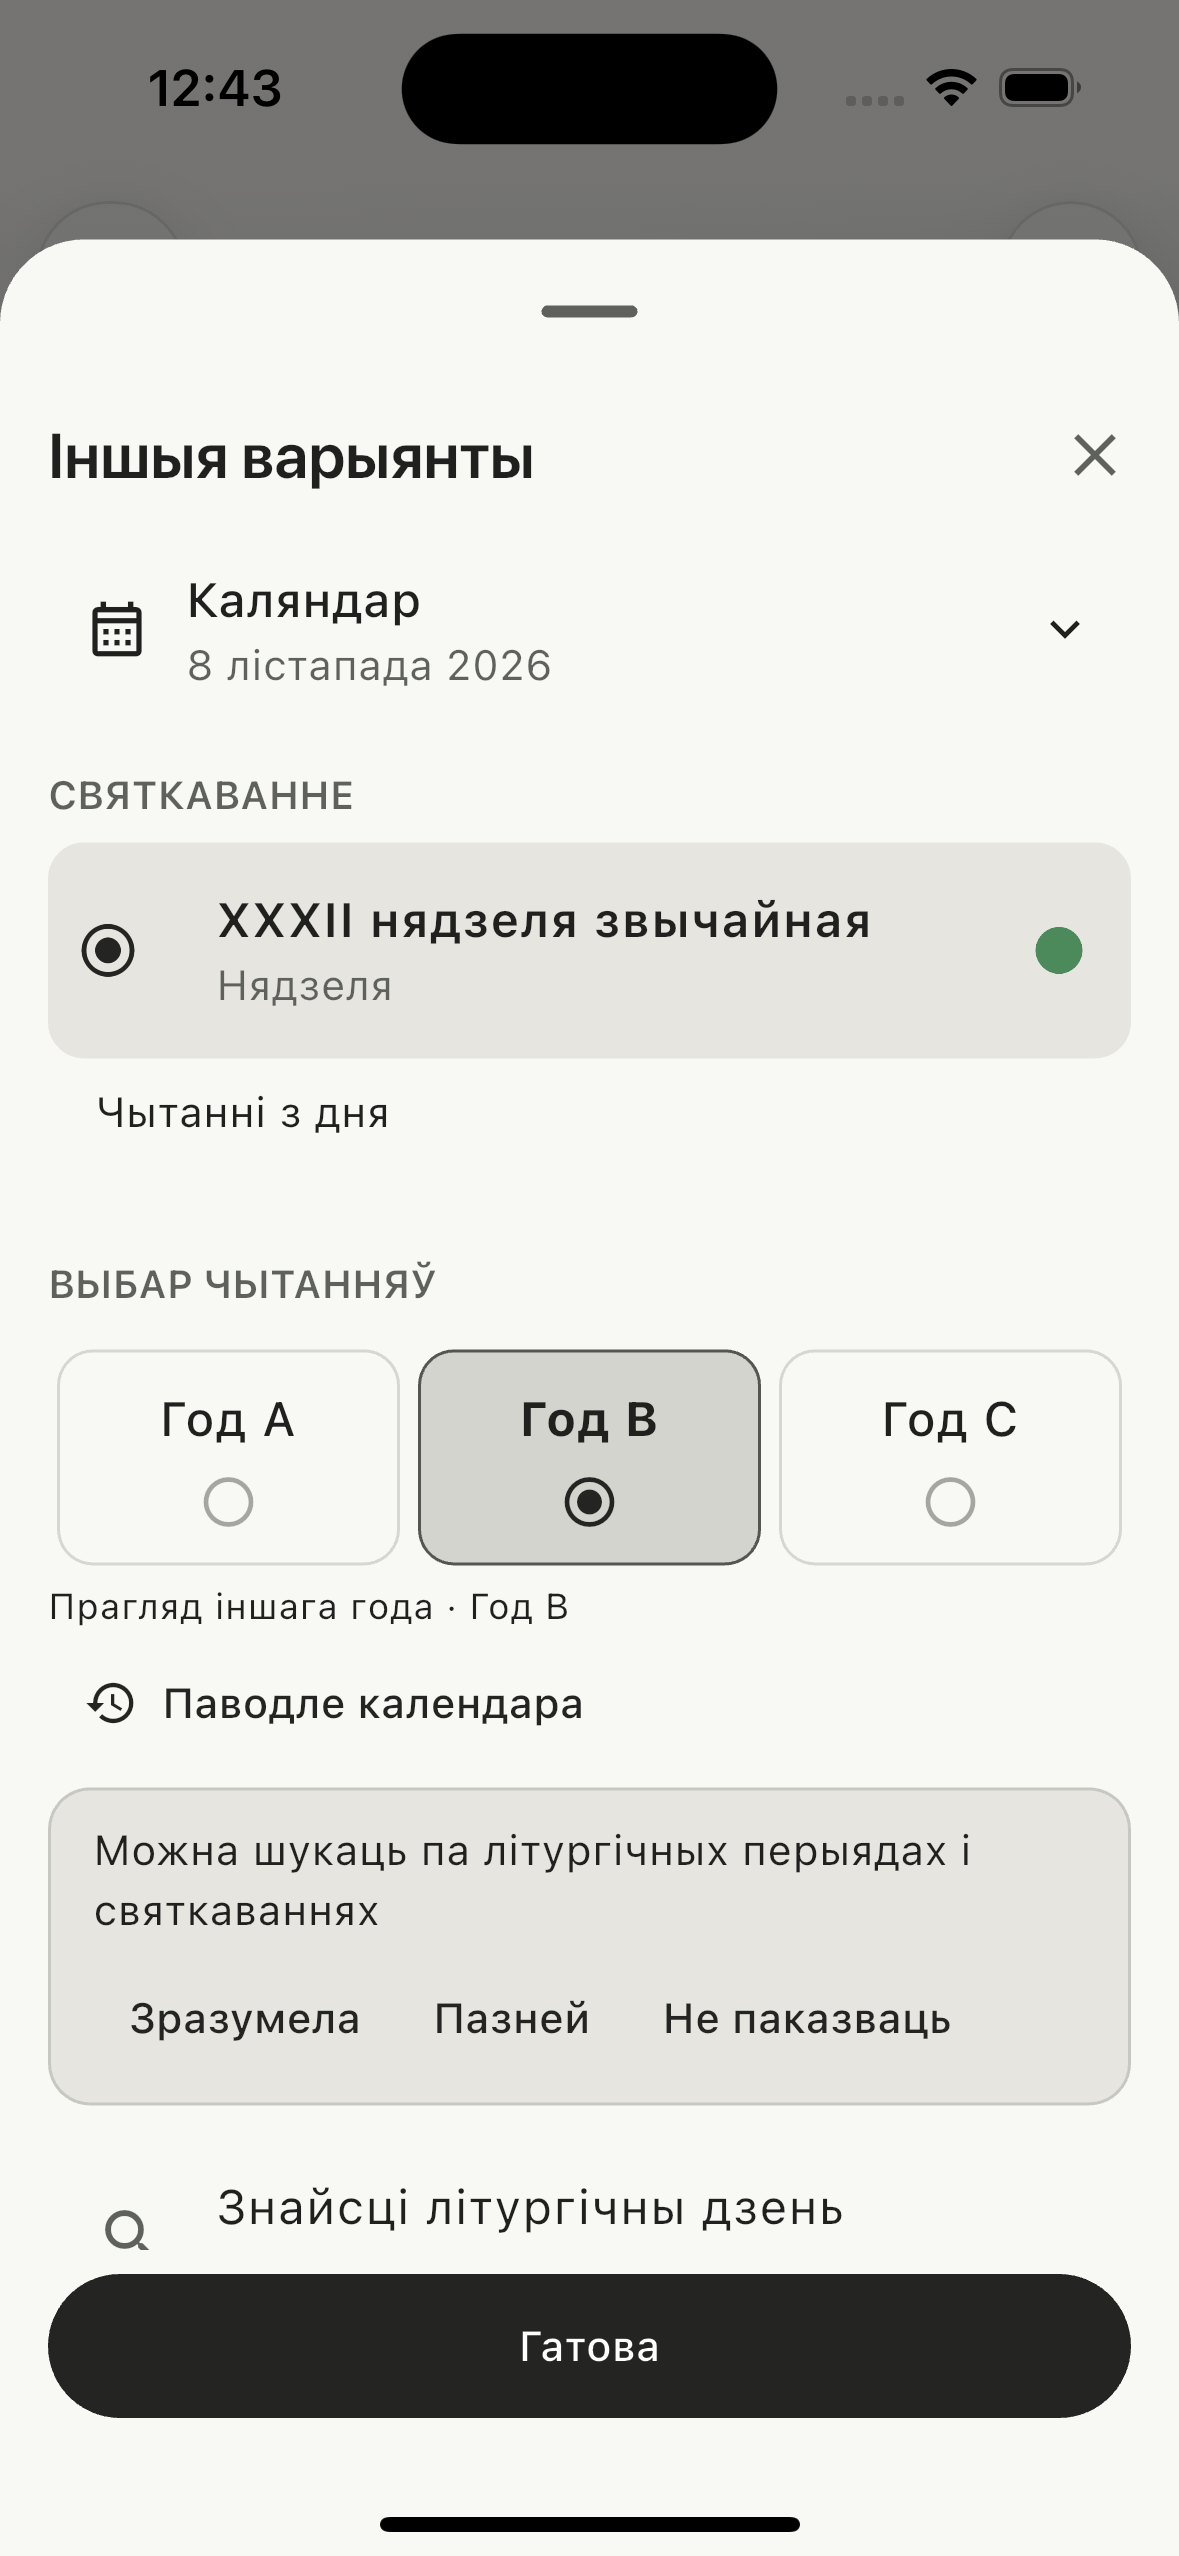 12:43
Іншыя варыянты
Каляндар
8 лістапада 2026
СВЯТКАВАННЕ
XXXII нядзеля звычайная
Нядзеля
Чытанні з дня
ВЫБАР ЧЫТАННЯЎ
Год A
Год B
Год C
Прагляд іншага года · Год B
Паводле календара
Можна шукаць па літургічных перыядах і
святкаваннях
Зразумела
Пазней
Не паказваць
Знайсці літургічны дзень
Гатова